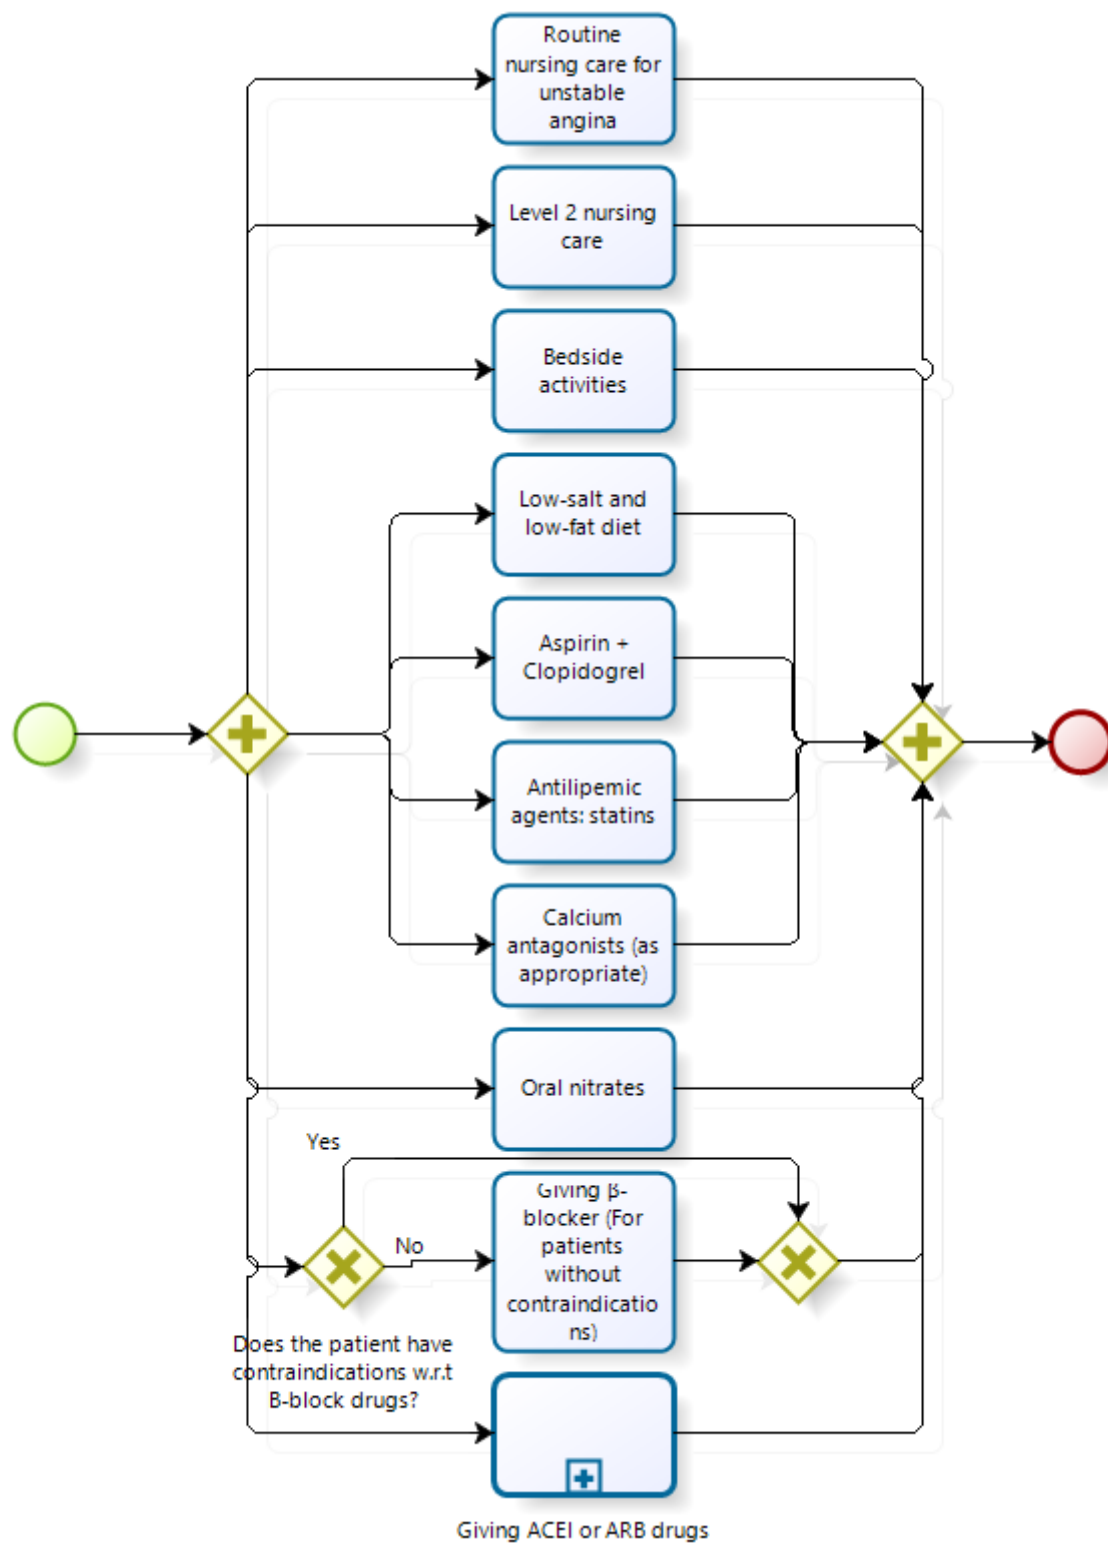 Routine
nursing care for
unstable
angina
Level 2 nursing
care
Bedside
activities
Low-salt and
low-fat diet
Aspirin +
Clopidogrel
Antilipemic
agents: statins
Calcium
antagonists (as
appropriate)
Oral nitrates
Yes
No
Giving β-
blocker (For
patients
without
contraindicatio
ns)
Does the patient have
contraindications w.r.t
B-block drugs?
Giving ACEI or ARB drugs